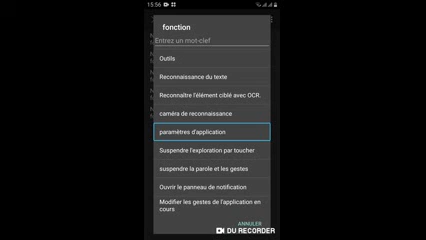 15:56
fonction
Entrez un mot-clef
Outils
Reconnaissance du texte
Reconnaître l'élément ciblé avec OCR.
caméra de reconnaissance
paramètres d'application
Suspendre l'exploration par toucher
suspendre la parole et les gestes
Ouvrir le panneau de notification
Modifier les gestes de l'application en
cours
ANNULER
DU RECORDER